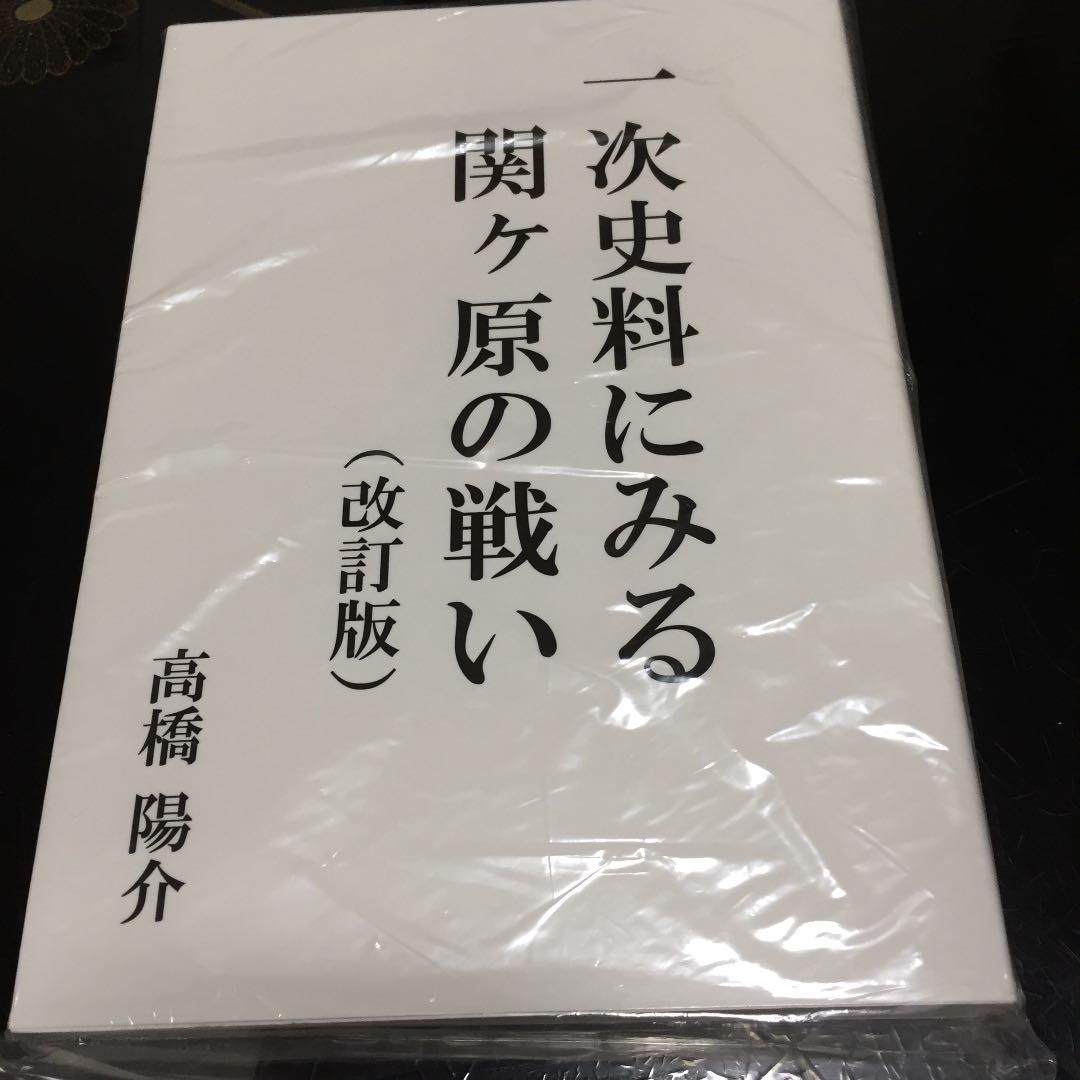 一次史料にみる
関ヶ原の戦い
（改訂版）
高橋 陽介